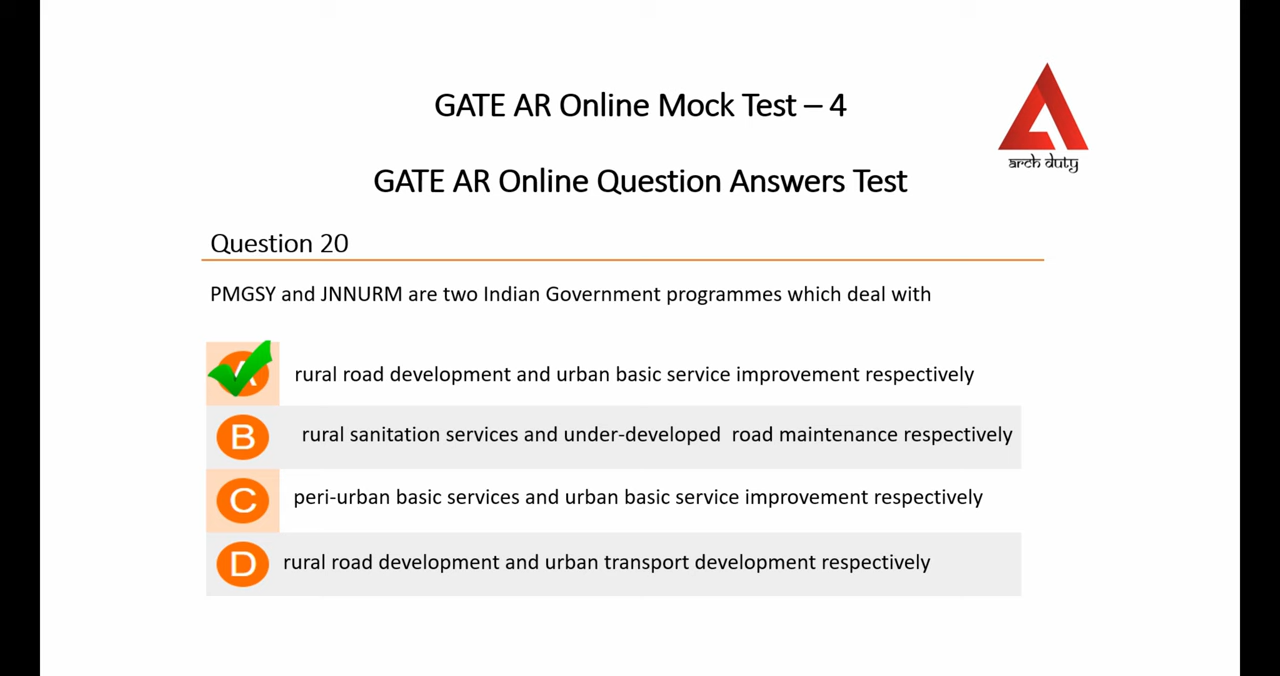 GATE AR Online Mock Test – 4
arch duty
GATE AR Online Question Answers Test
Question 20
PMGSY and JNNURM are two Indian Government programmes which deal with
rural road development and urban basic service improvement respectively
B rural sanitation services and under-developed road maintenance respectively
C peri-urban basic services and urban basic service improvement respectively
D rural road development and urban transport development respectively